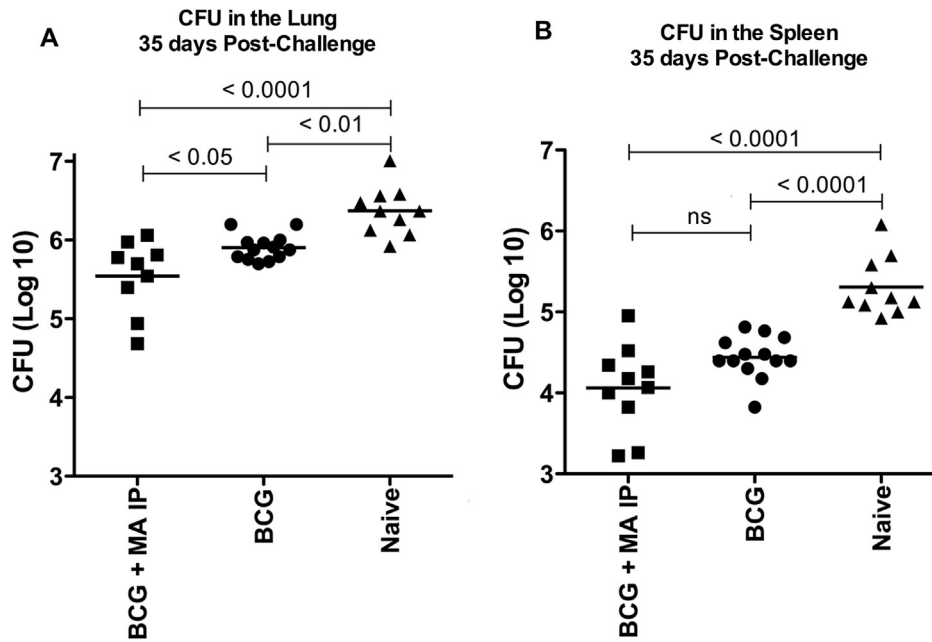 A
CFU in the Lung
35 days Post-Challenge
< 0.0001
< 0.01
< 0.05
7
6
5
4
3
CFU (Log 10)
BCG + MA IP
BCG
Naive
B
CFU in the Spleen
35 days Post-Challenge
< 0.0001
< 0.0001
ns
7
6
5
4
3
CFU (Log 10)
BCG + MA IP
BCG
Naive